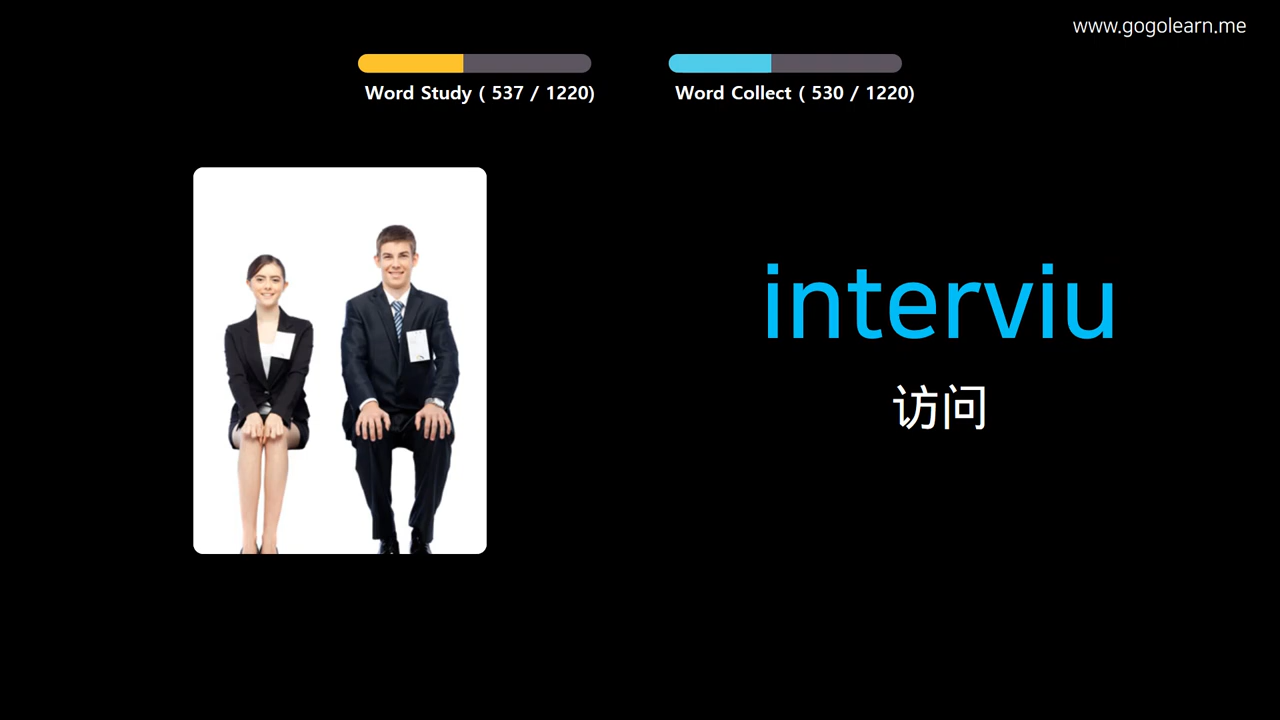 www.gogolearn.me
Word Study ( 537 / 1220)
Word Collect ( 530 / 1220)
interviu
访问